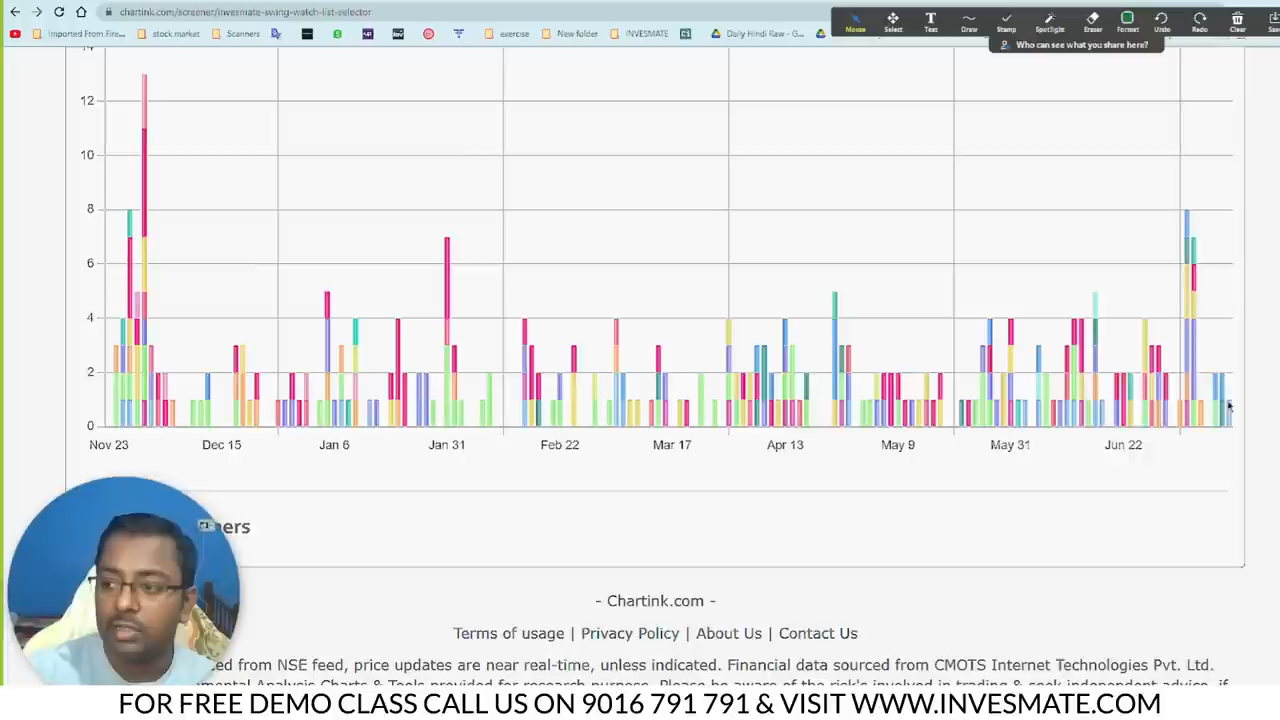 chartink.com/screener/invesmate-swing-watch-list-selector
Mouse Select Text Draw Stamp Spotlight Eraser Format Undo Redo Clear
Imported From Fire... stock market Scanners exercise New folder INVESMATE Daily Hindi Raw - G...
Who can see what you share here?
14
12
10
8
6
4
2
0
Nov 23 Dec 15 Jan 6 Jan 31 Feb 22 Mar 17 Apr 13 May 9 May 31 Jun 22
ners
- Chartink.com -
Terms of usage | Privacy Policy | About Us | Contact Us
ed from NSE feed, price updates are near real-time, unless indicated. Financial data sourced from CMOTS Internet Technologies Pvt. Ltd.
FOR FREE DEMO CLASS CALL US ON 9016 791 791 & VISIT WWW.INVESMATE.COM